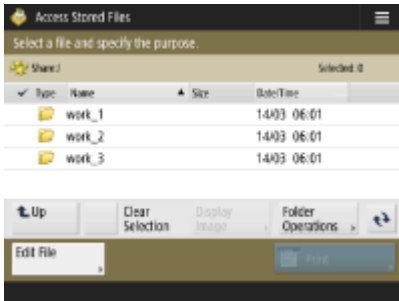 Access Stored Files
Select a file and specify the purpose.
Share:/ Selected: 0
Type Name Size Date/Time
work_1 14/03 06:01
work_2 14/03 06:01
work_3 14/03 06:01
Up Clear Selection Display Image Folder Operations
Edit File Print